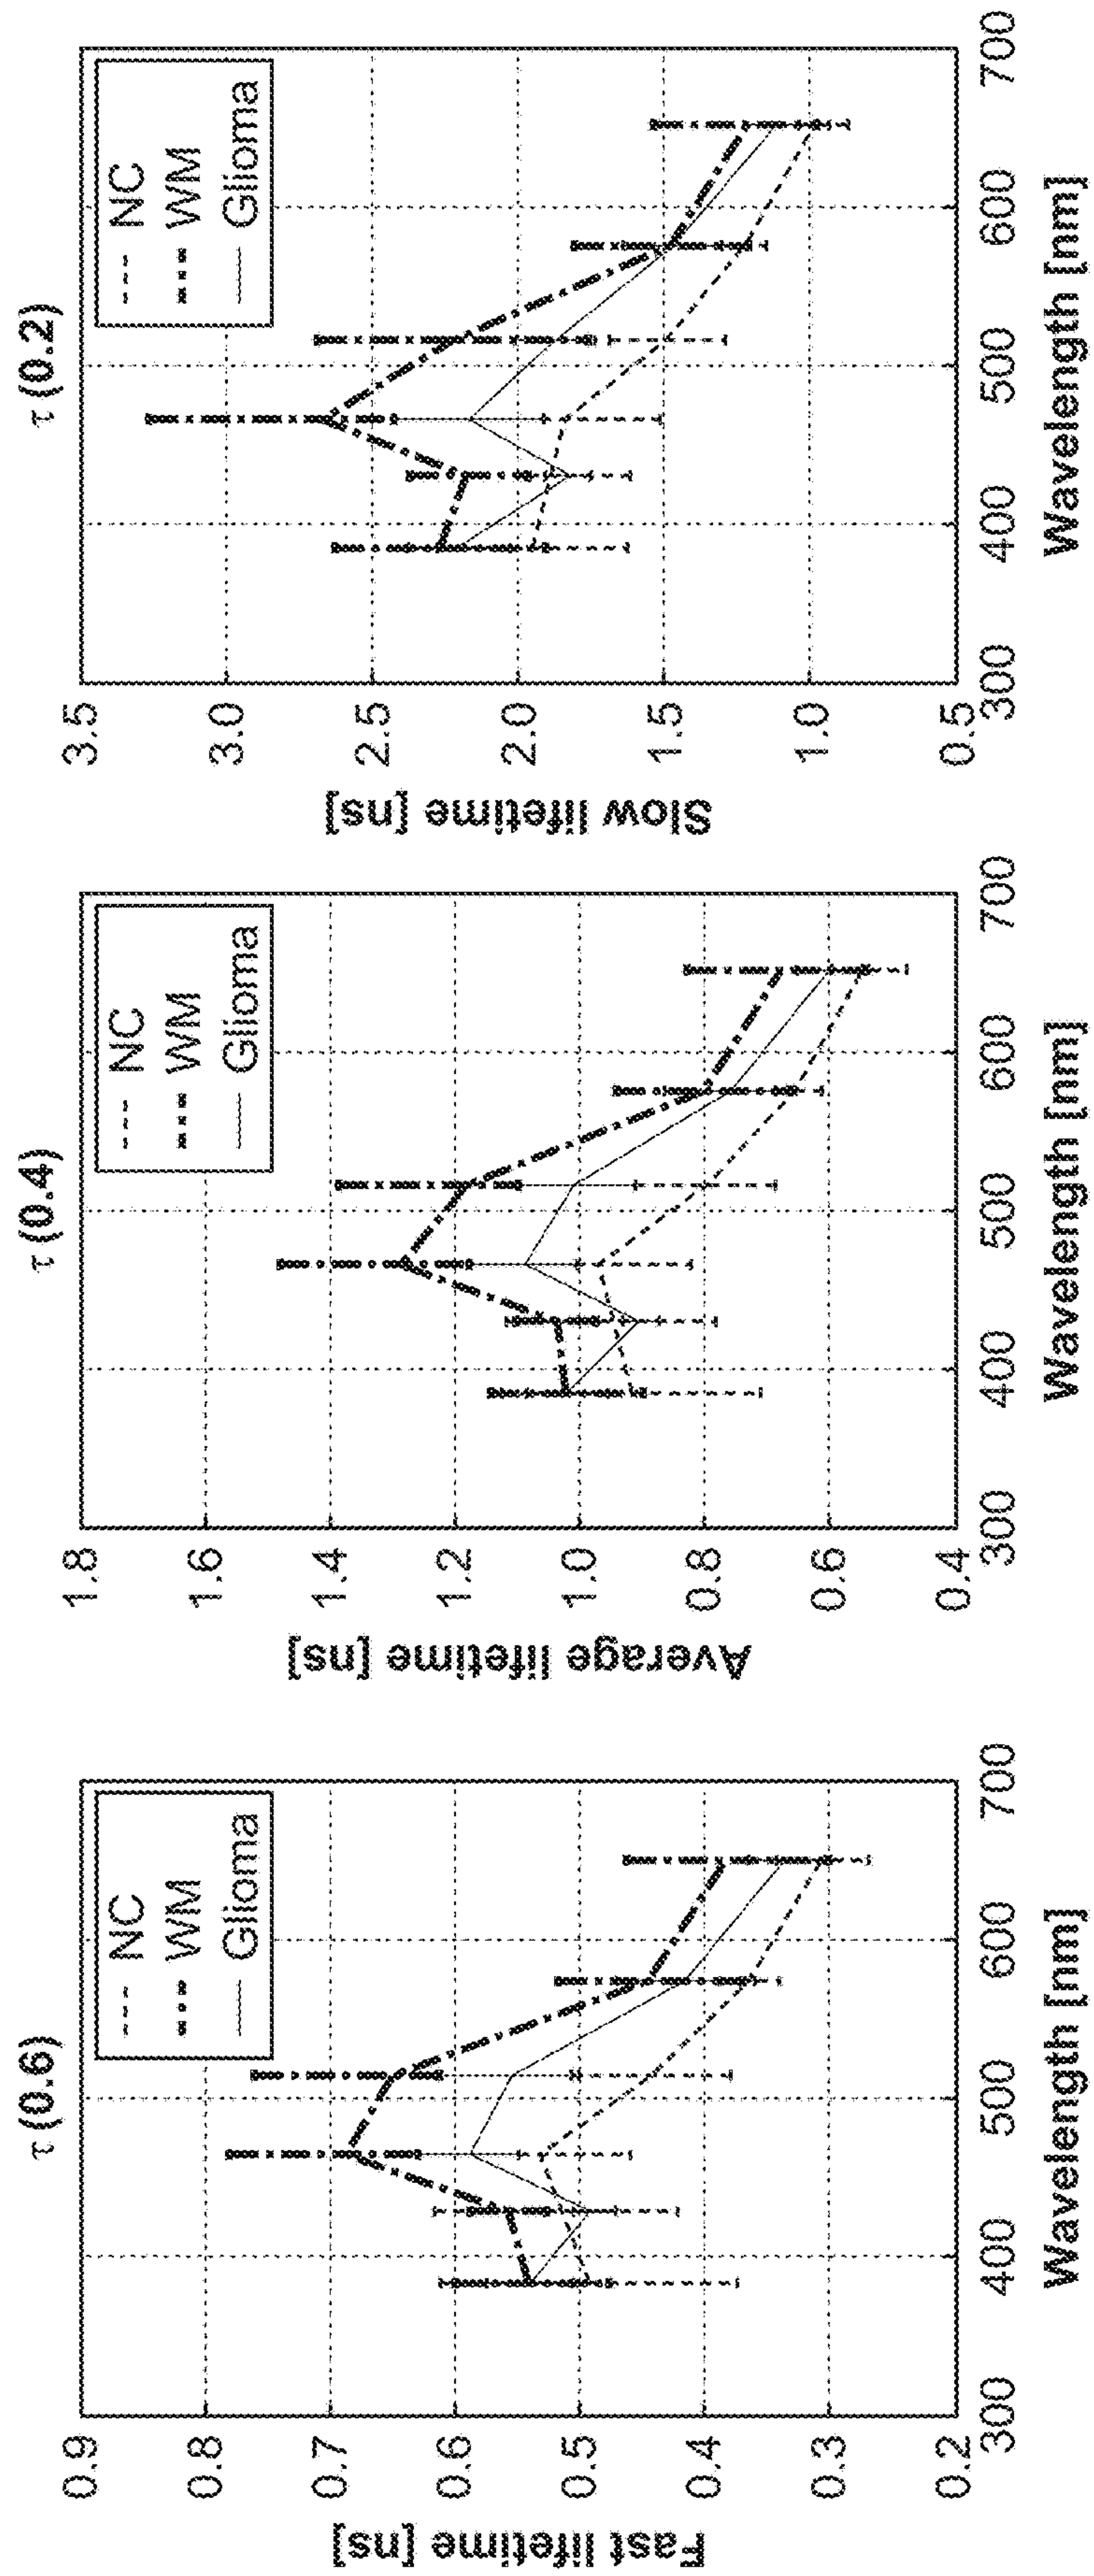 τ (0.6)
Fast lifetime [ns]
0.9
0.8
0.7
0.6
0.5
0.4
0.3
0.2
300
400
500
600
700
Wavelength [nm]
NC
WM
Glioma
τ (0.4)
Average lifetime [ns]
1.8
1.6
1.4
1.2
1.0
0.8
0.6
0.4
300
400
500
600
700
Wavelength [nm]
NC
WM
Glioma
τ (0.2)
Slow lifetime [ns]
3.5
3.0
2.5
2.0
1.5
1.0
0.5
300
400
500
600
700
Wavelength [nm]
NC
WM
Glioma